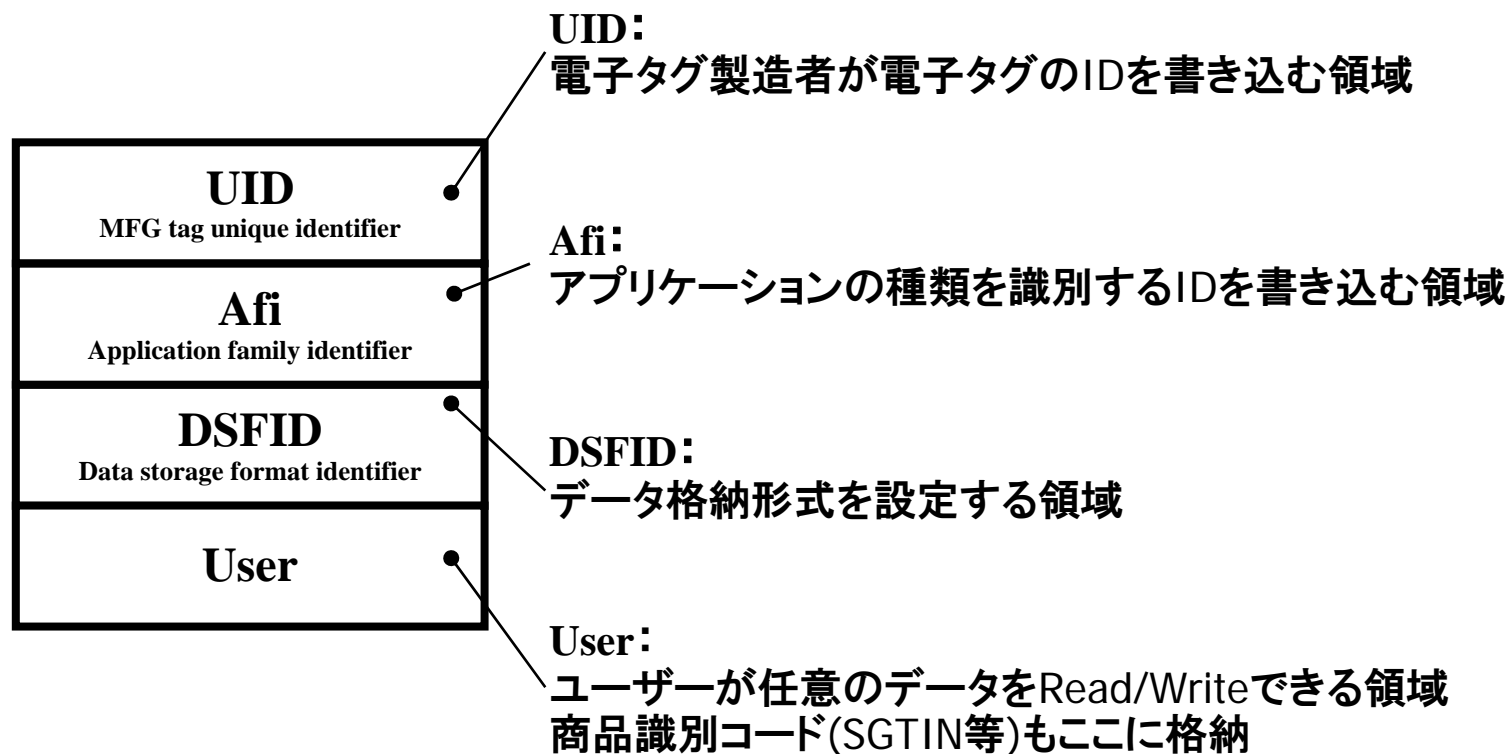 UID:
電子タグ製造者が電子タグのIDを書き込む領域
UID
MFG tag unique identifier
Afi:
アプリケーションの種類を識別するIDを書き込む領域
Afi
Application family identifier
DSFID
Data storage format identifier
DSFID:
データ格納形式を設定する領域
User
User:
ユーザーが任意のデータをRead/Writeできる領域
商品識別コード(SGTIN等)もここに格納